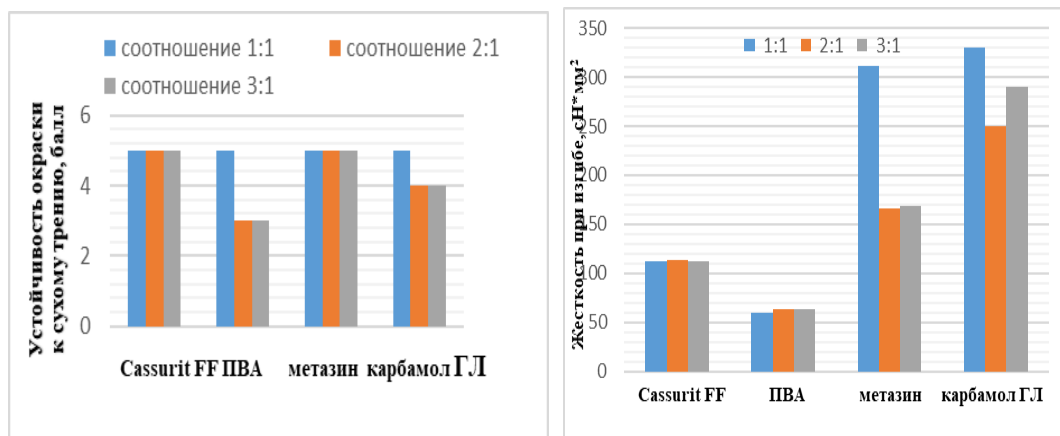 соотношение 1:1
соотношение 2:1
соотношение 3:1
Устойчивость окраски
к сухому трению, балл
6
4
2
0
Cassurit FF
ПВА
метазин
карбамол ГЛ
Жесткость при изгибе, сН*мм²
350
300
250
200
150
100
50
0
1:1
2:1
3:1
Cassurit FF
ПВА
метазин
карбамол ГЛ